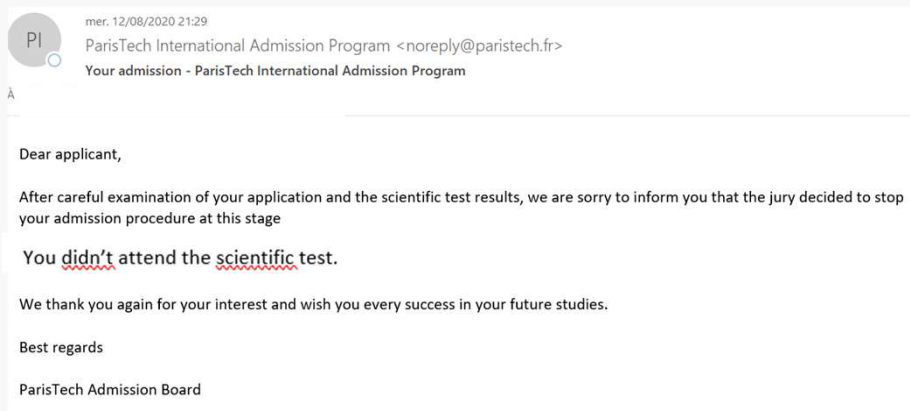 mer. 12/08/2020 21:29
PI
ParisTech International Admission Program <noreply@paristech.fr>
Your admission - ParisTech International Admission Program
À
Dear applicant,
After careful examination of your application and the scientific test results, we are sorry to inform you that the jury decided to stop
your admission procedure at this stage
You didn't attend the scientific test.
We thank you again for your interest and wish you every success in your future studies.
Best regards
ParisTech Admission Board